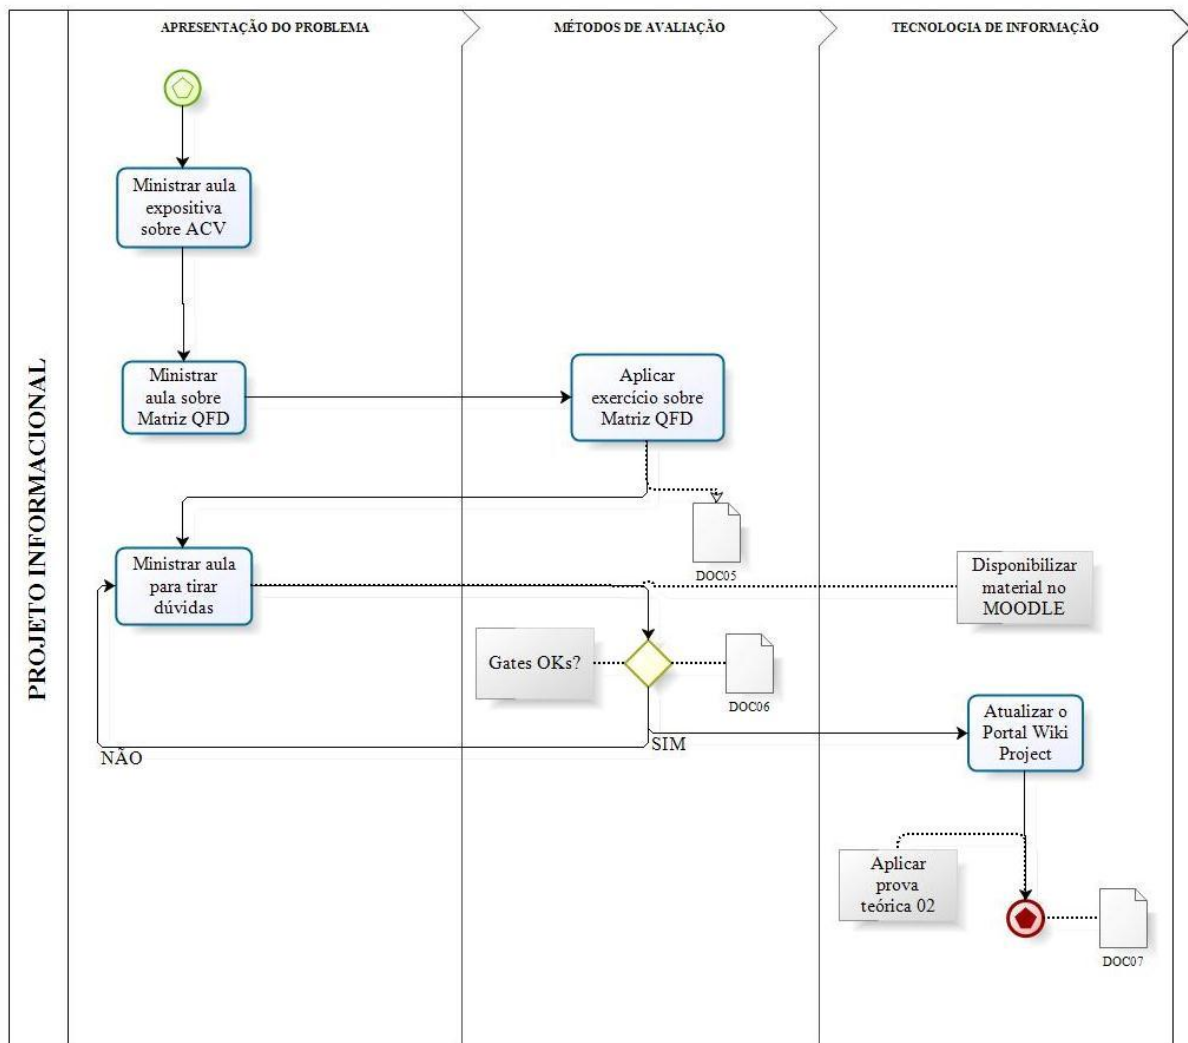 APRESENTAÇÃO DO PROBLEMA
MÉTODOS DE AVALIAÇÃO
TECNOLOGIA DE INFORMAÇÃO
PROJETO INFORMACIONAL
Ministrar aula
expositiva
sobre ACV
Ministrar
aula sobre
Matriz QFD
Aplicar
exercício sobre
Matriz QFD
DOC05
Ministrar aula
para tirar
dúvidas
Disponibilizar
material no
MOODLE
Gates OKs?
DOC06
NÃO
SIM
Atualizar o
Portal Wiki
Project
Aplicar
prova
teórica 02
DOC07